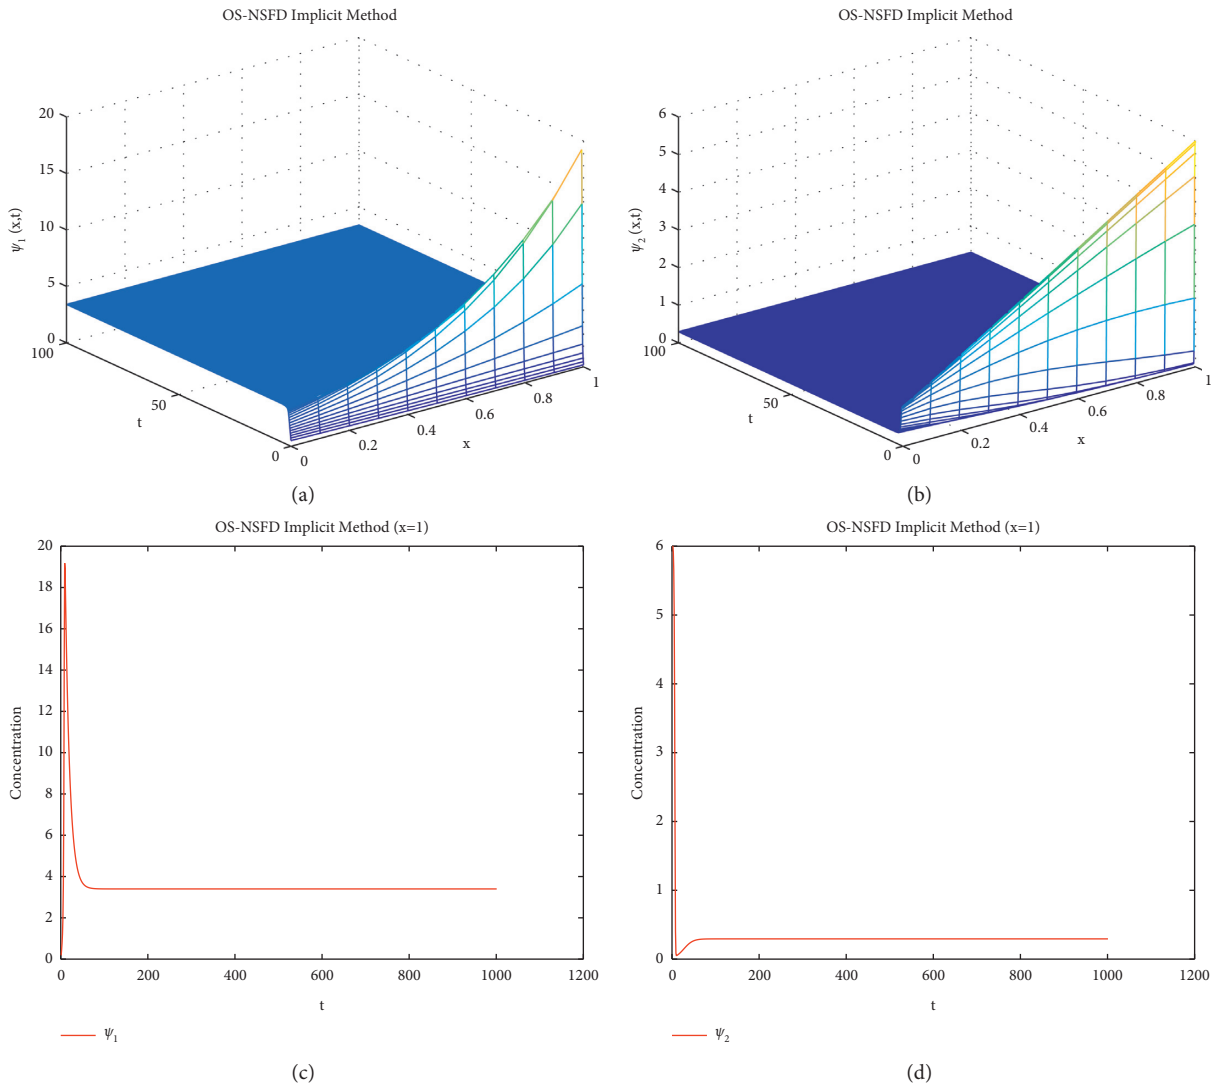 OS-NSFD Implicit Method
20
15
10
5
0
ψ₁ (x,t)
100
50
0
t
0
0.2
0.4
0.6
0.8
1
x
(a)
OS-NSFD Implicit Method
6
5
4
3
2
1
0
ψ₂ (x,t)
100
50
0
t
0
0.2
0.4
0.6
0.8
1
x
(b)
OS-NSFD Implicit Method (x=1)
20
18
16
14
12
10
8
6
4
2
0
Concentration
0 200 400 600 800 1000 1200
t
ψ₁
(c)
OS-NSFD Implicit Method (x=1)
6
5
4
3
2
1
0
Concentration
0 200 400 600 800 1000 1200
t
ψ₂
(d)